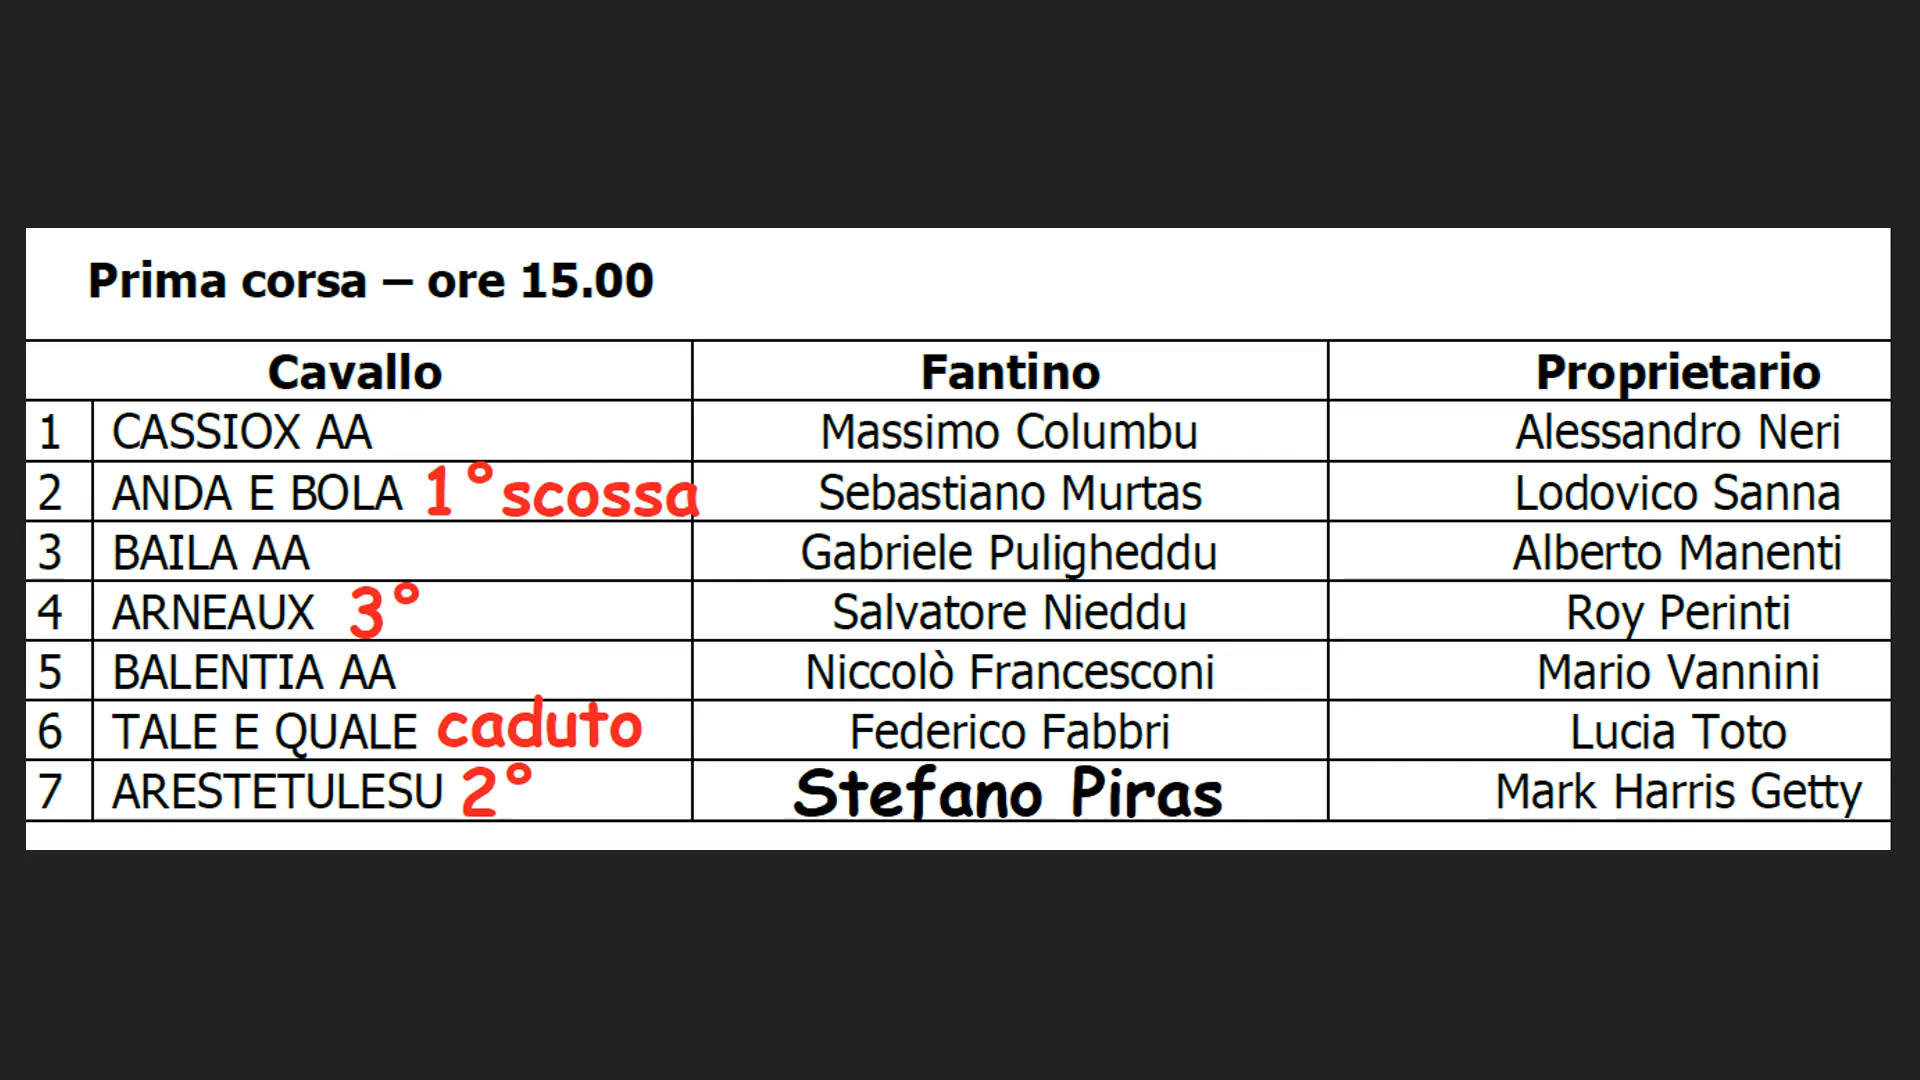 Prima corsa – ore 15.00
Cavallo Fantino Proprietario
1 CASSIOX AA Massimo Columbu Alessandro Neri
2 ANDA E BOLA 1°scossa Sebastiano Murtas Lodovico Sanna
3 BAILA AA Gabriele Puligheddu Alberto Manenti
4 ARNEAUX 3° Salvatore Nieddu Roy Perinti
5 BALENTIA AA Niccolò Francesconi Mario Vannini
6 TALE E QUALE caduto Federico Fabbri Lucia Toto
7 ARESTETULESU 2° Stefano Piras Mark Harris Getty